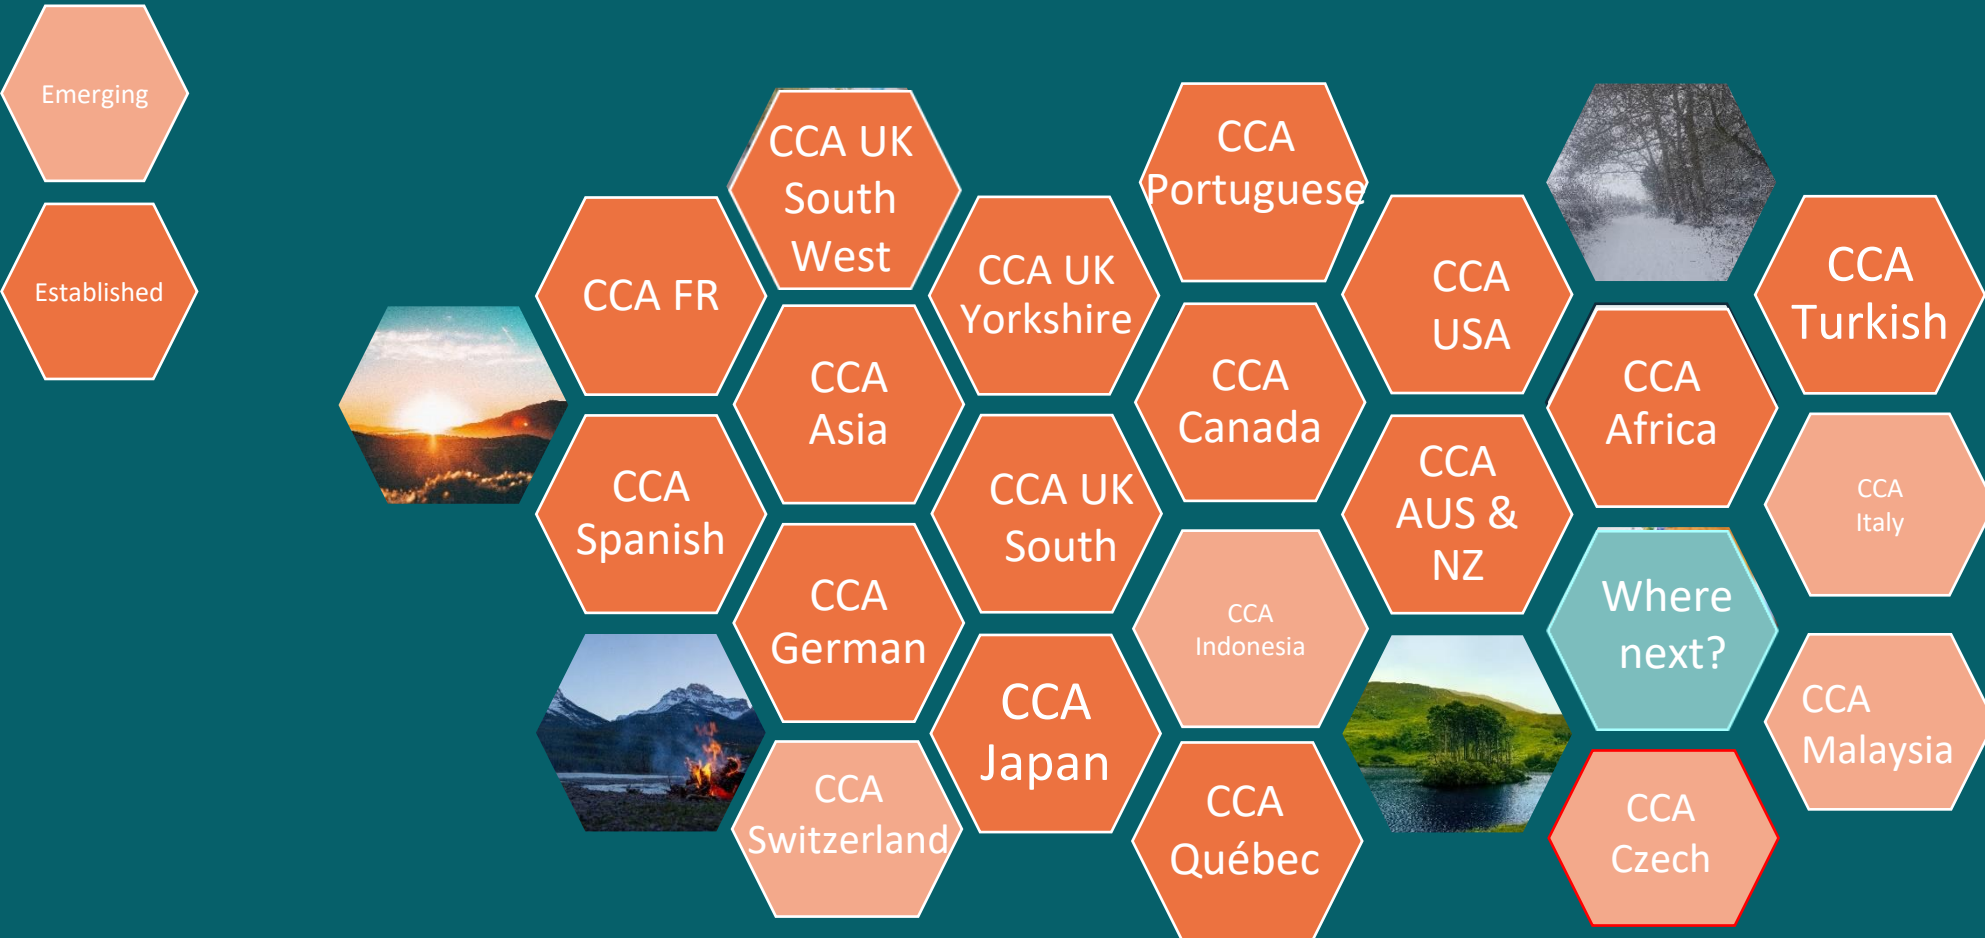 Emerging
Established
CCA UK
South
West
CCA
Portuguese
CCA FR
CCA UK
Yorkshire
CCA
USA
CCA
Turkish
CCA
Asia
CCA
Canada
CCA
Africa
CCA
Spanish
CCA UK
South
CCA
AUS &
NZ
CCA
Italy
CCA
German
CCA
Indonesia
Where
next?
CCA
Japan
CCA
Malaysia
CCA
Switzerland
CCA
Québec
CCA
Czech